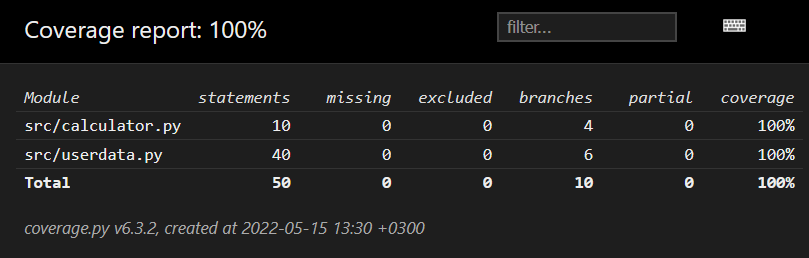 Coverage report: 100%
filter...
Module statements missing excluded branches partial coverage
src/calculator.py 10 0 0 4 0 100%
src/userdata.py 40 0 0 6 0 100%
Total 50 0 0 10 0 100%
coverage.py v6.3.2, created at 2022-05-15 13:30 +0300